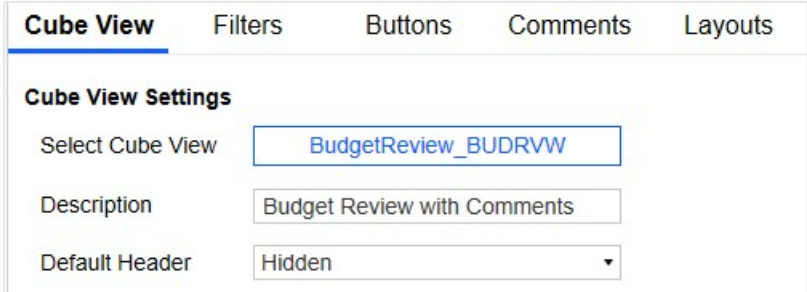 Cube View Filters Buttons Comments Layouts
Cube View Settings
Select Cube View BudgetReview_BUDRVW
Description Budget Review with Comments
Default Header Hidden